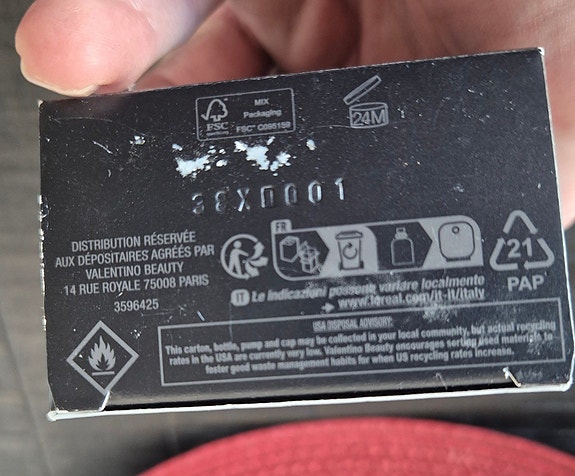 MIX
Packaging
FSC
FSC® C095159
24M
38X0001
DISTRIBUTION RÉSERVÉE
AUX DÉPOSITAIRES AGRÉÉS PAR
VALENTINO BEAUTY
14 RUE ROYALE 75008 PARIS
3596425
FR
21
PAP
IT Le indicazioni possono variare localmente
www.loreal.com/it-it/italy
USA DISPOSAL ADVISORY:
This carton, bottle, pump and cap may be collected in your local community, but actual recycling
rates in the USA are currently very low. Valentino Beauty encourages sorting used materials to
foster good waste management habits for when US recycling rates increase.